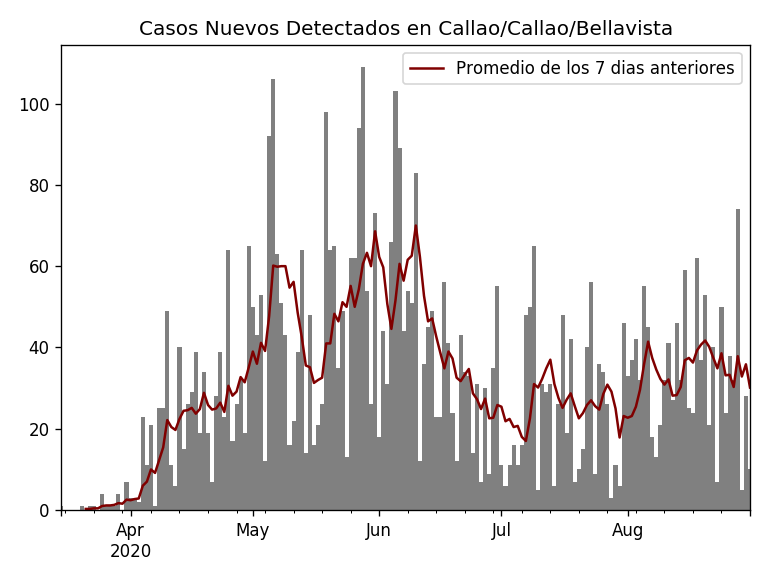 Casos Nuevos Detectados en Callao/Callao/Bellavista
Promedio de los 7 dias anteriores
100
80
60
40
20
0
Apr May Jun Jul Aug
2020